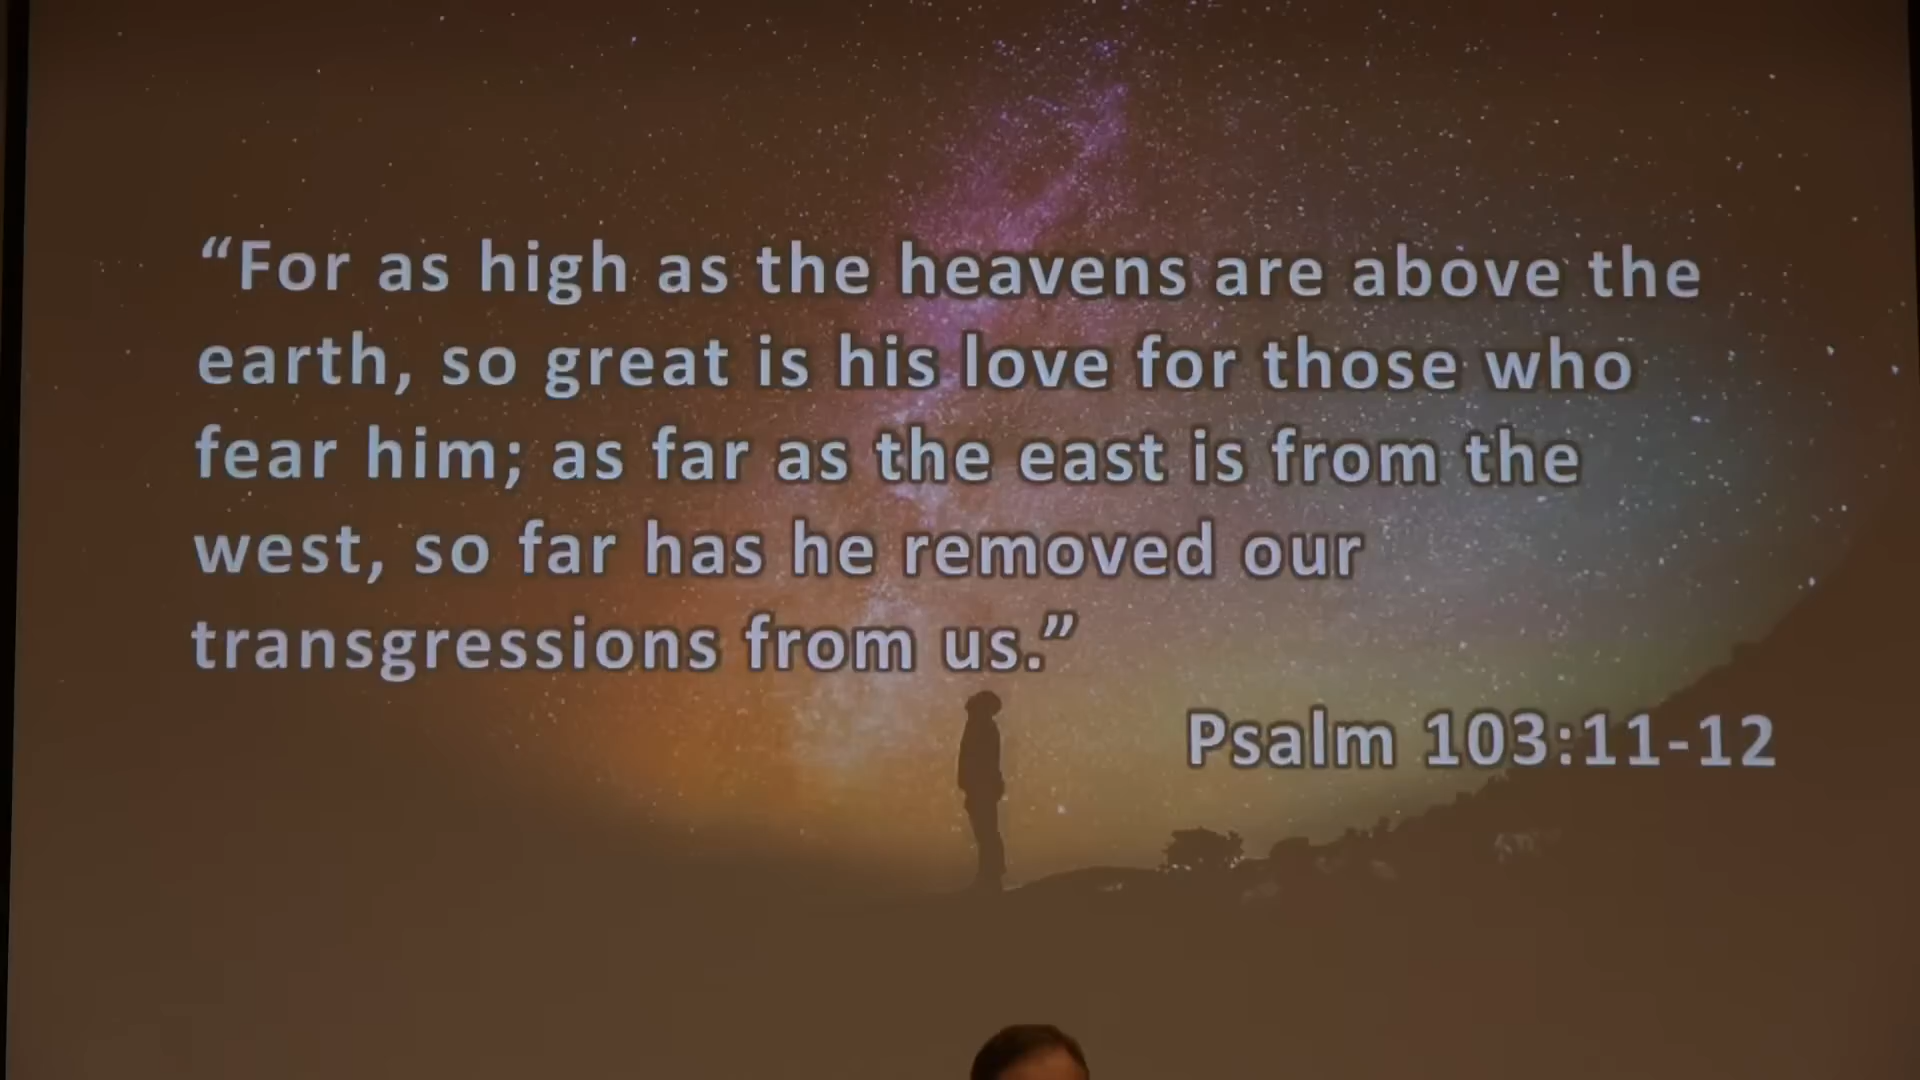 “For as high as the heavens are above the
earth, so great is his love for those who
fear him; as far as the east is from the
west, so far has he removed our
transgressions from us.”
Psalm 103:11-12